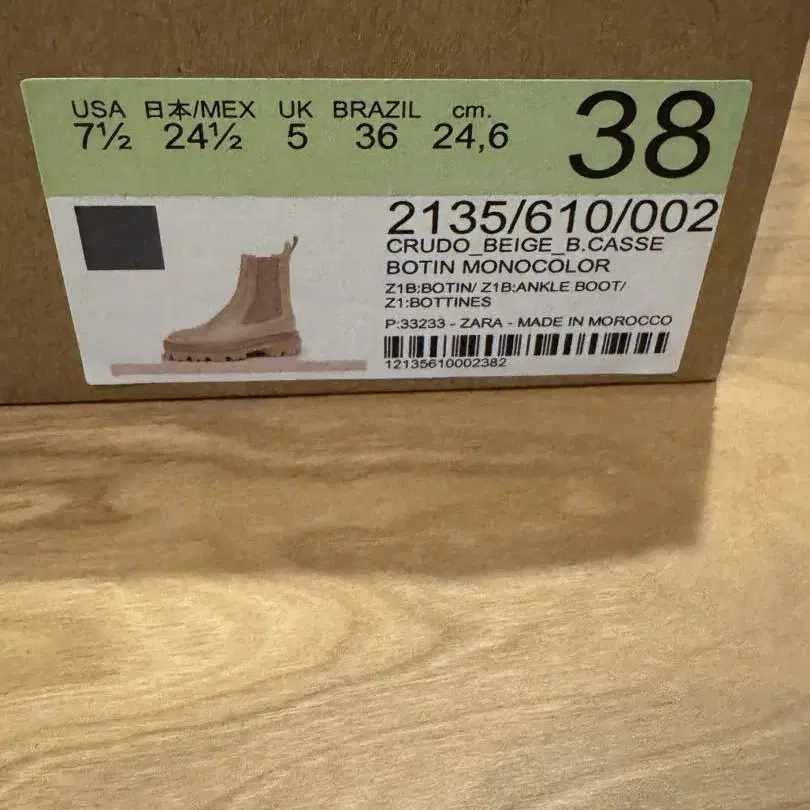 USA 日本/MEX UK BRAZIL cm.
7½ 24½ 5 36 24,6
38
2135/610/002
CRUDO_BEIGE_B.CASSE
BOTIN MONOCOLOR
Z1B:BOTIN/ Z1B:ANKLE BOOT/
Z1:BOTTINES
P:33233 - ZARA - MADE IN MOROCCO
12135610002382